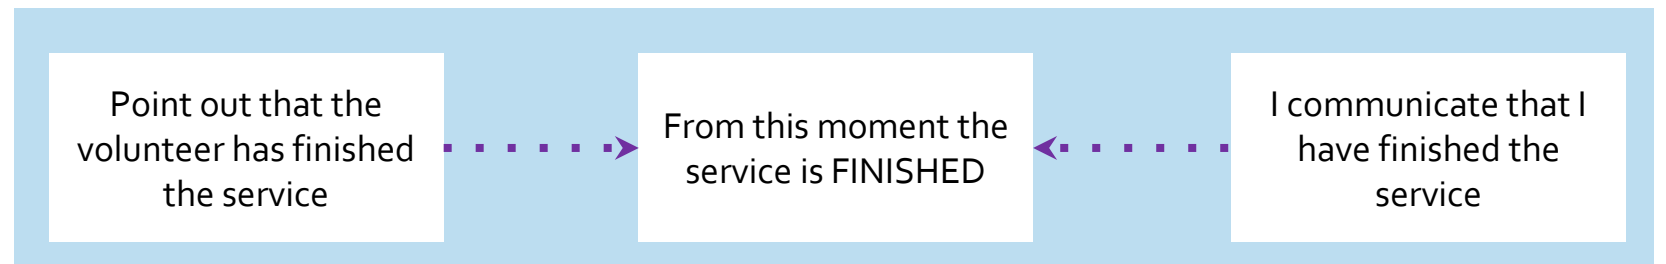 Point out that the
volunteer has finished
the service
From this moment the
service is FINISHED
I communicate that I
have finished the
service